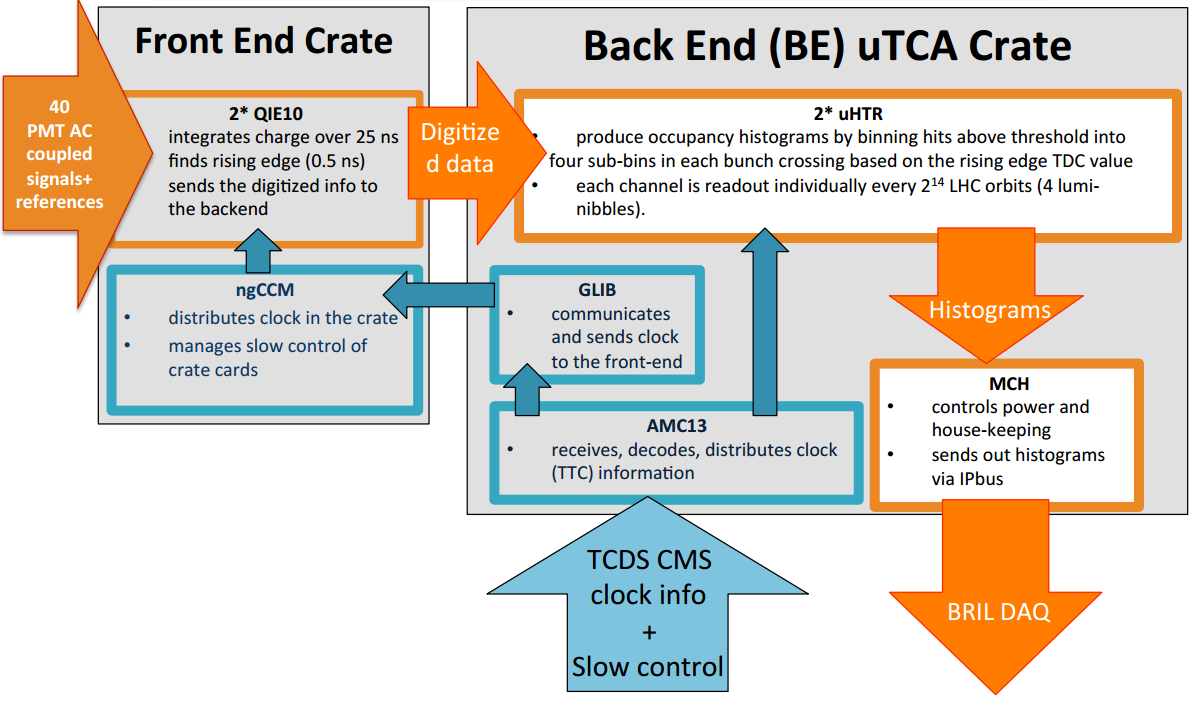 Front End Crate
Back End (BE) uTCA Crate
40
PMT AC
coupled
signals+
references
2* QIE10
integrates charge over 25 ns
finds rising edge (0.5 ns)
sends the digitized info to
the backend
Digitize
d data
2* uHTR
• produce occupancy histograms by binning hits above threshold into
four sub-bins in each bunch crossing based on the rising edge TDC value
• each channel is readout individually every 2¹⁴ LHC orbits (4 lumi-
nibbles).
ngCCM
• distributes clock in the crate
• manages slow control of
crate cards
GLIB
• communicates
and sends clock
to the front-end
Histograms
AMC13
• receives, decodes, distributes clock
(TTC) information
MCH
• controls power and
house-keeping
• sends out histograms
via IPbus
TCDS CMS
clock info
+
Slow control
BRIL DAQ